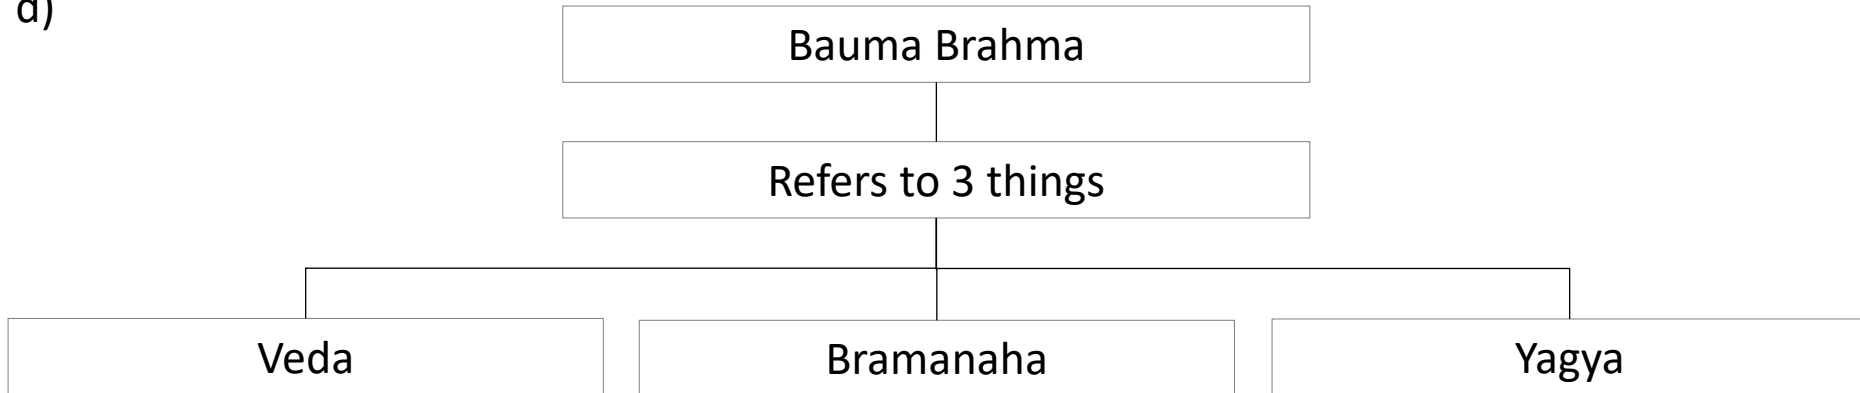 d)
Bauma Brahma
Refers to 3 things
Veda
Bramanaha
Yagya